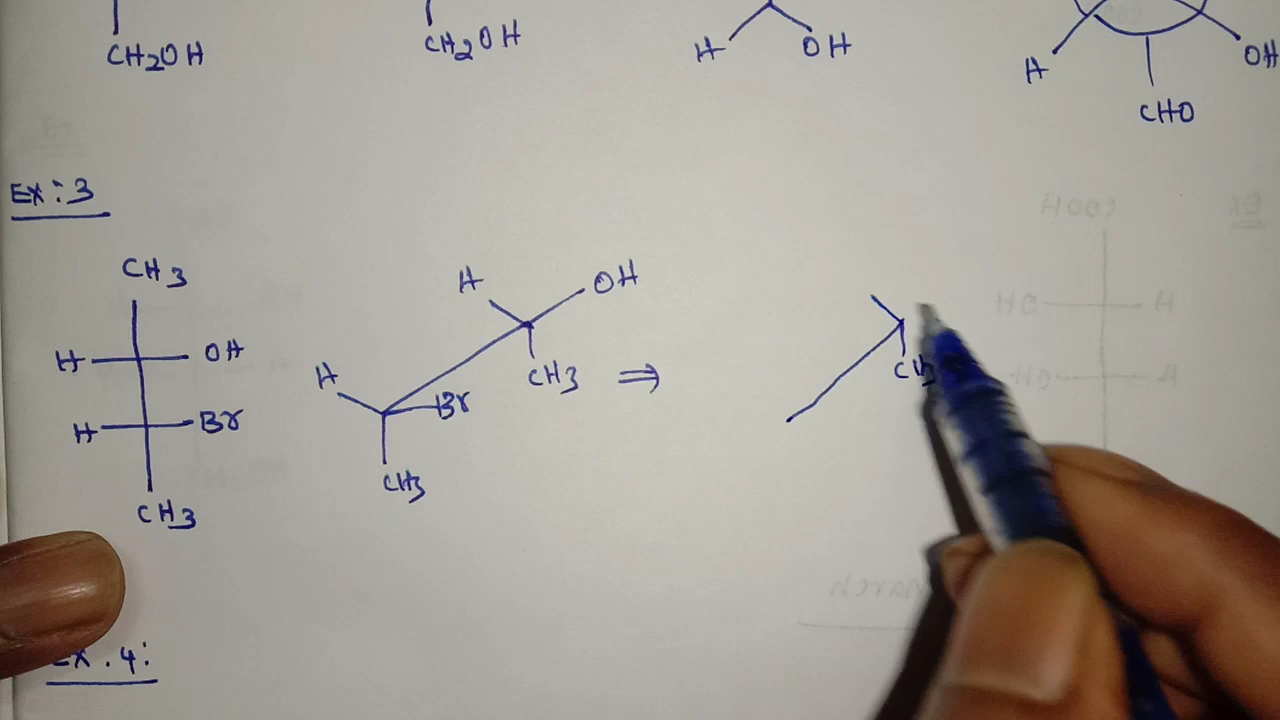 CH2OH
CH2OH
H OH
H OH
CHO
Ex:3
CH3
H OH
H Br
CH3
H OH
CH3
H Br
CH3
⇒
Ex.4: